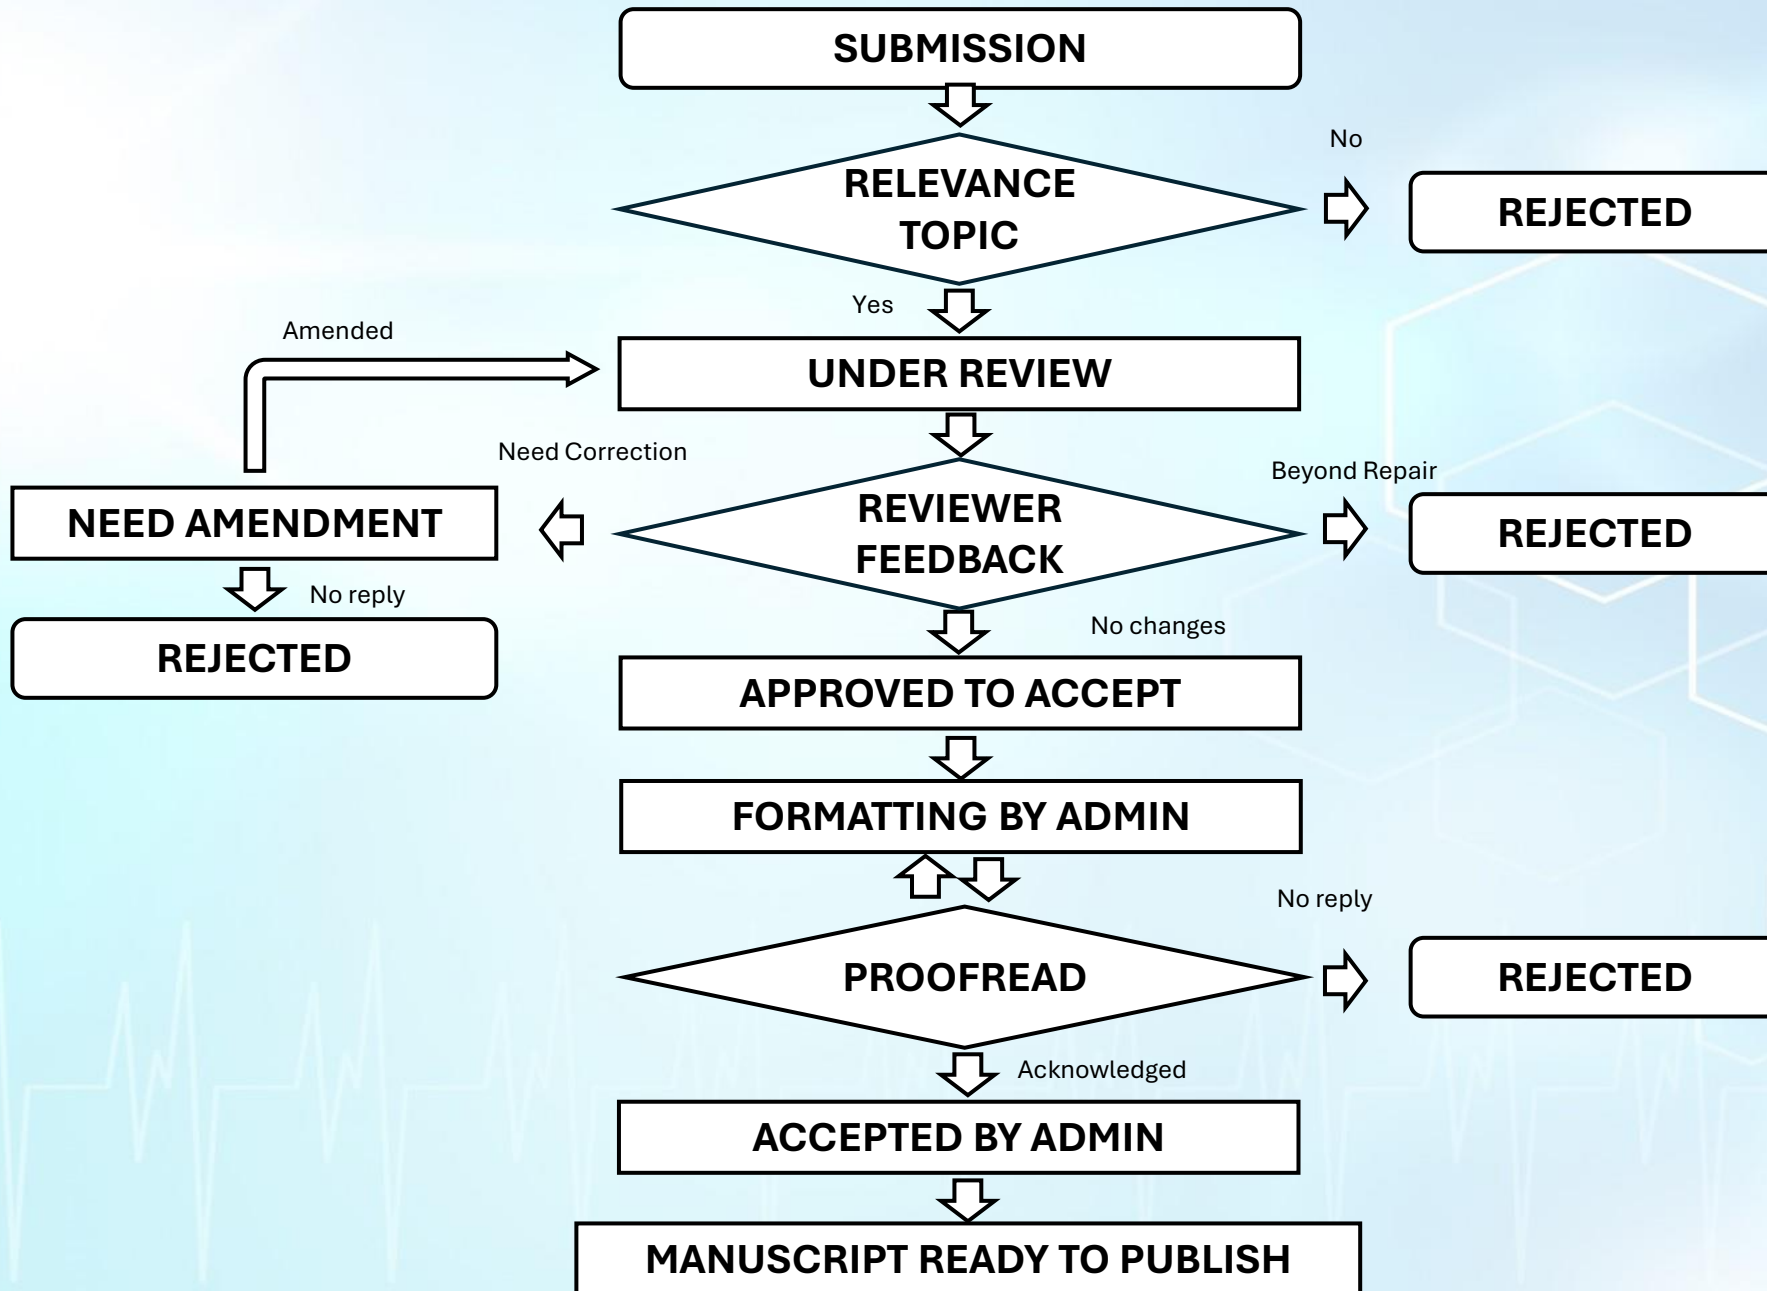 SUBMISSION
No
RELEVANCE
TOPIC
REJECTED
Yes
Amended
UNDER REVIEW
Need Correction
Beyond Repair
NEED AMENDMENT
REVIEWER
FEEDBACK
REJECTED
No reply
No changes
REJECTED
APPROVED TO ACCEPT
FORMATTING BY ADMIN
No reply
PROOFREAD
REJECTED
Acknowledged
ACCEPTED BY ADMIN
MANUSCRIPT READY TO PUBLISH